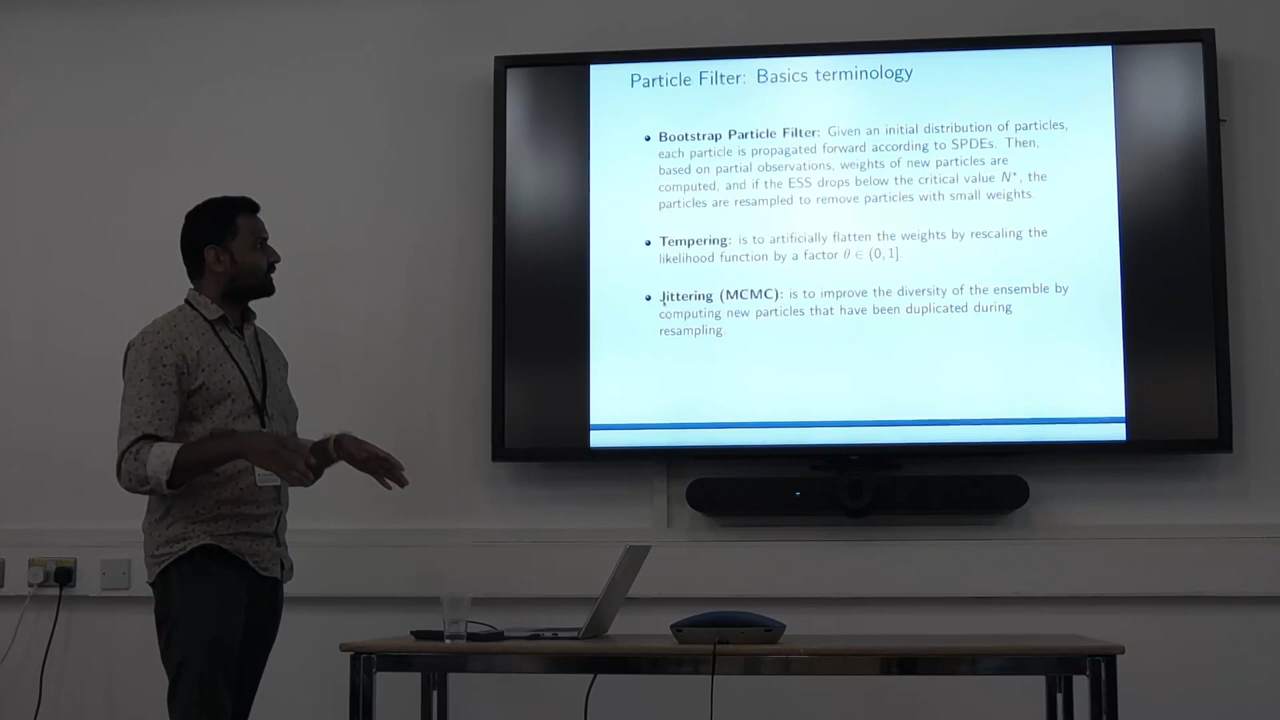 Particle Filter: Basics terminology
Bootstrap Particle Filter: Given an initial distribution of particles,
each particle is propagated forward according to SPDEs. Then,
based on partial observations, weights of new particles are
computed, and if the ESS drops below the critical value N*, the
particles are resampled to remove particles with small weights.
Tempering: is to artificially flatten the weights by rescaling the
likelihood function by a factor θ ∈ (0, 1].
Jittering (MCMC): is to improve the diversity of the ensemble by
computing new particles that have been duplicated during
resampling.